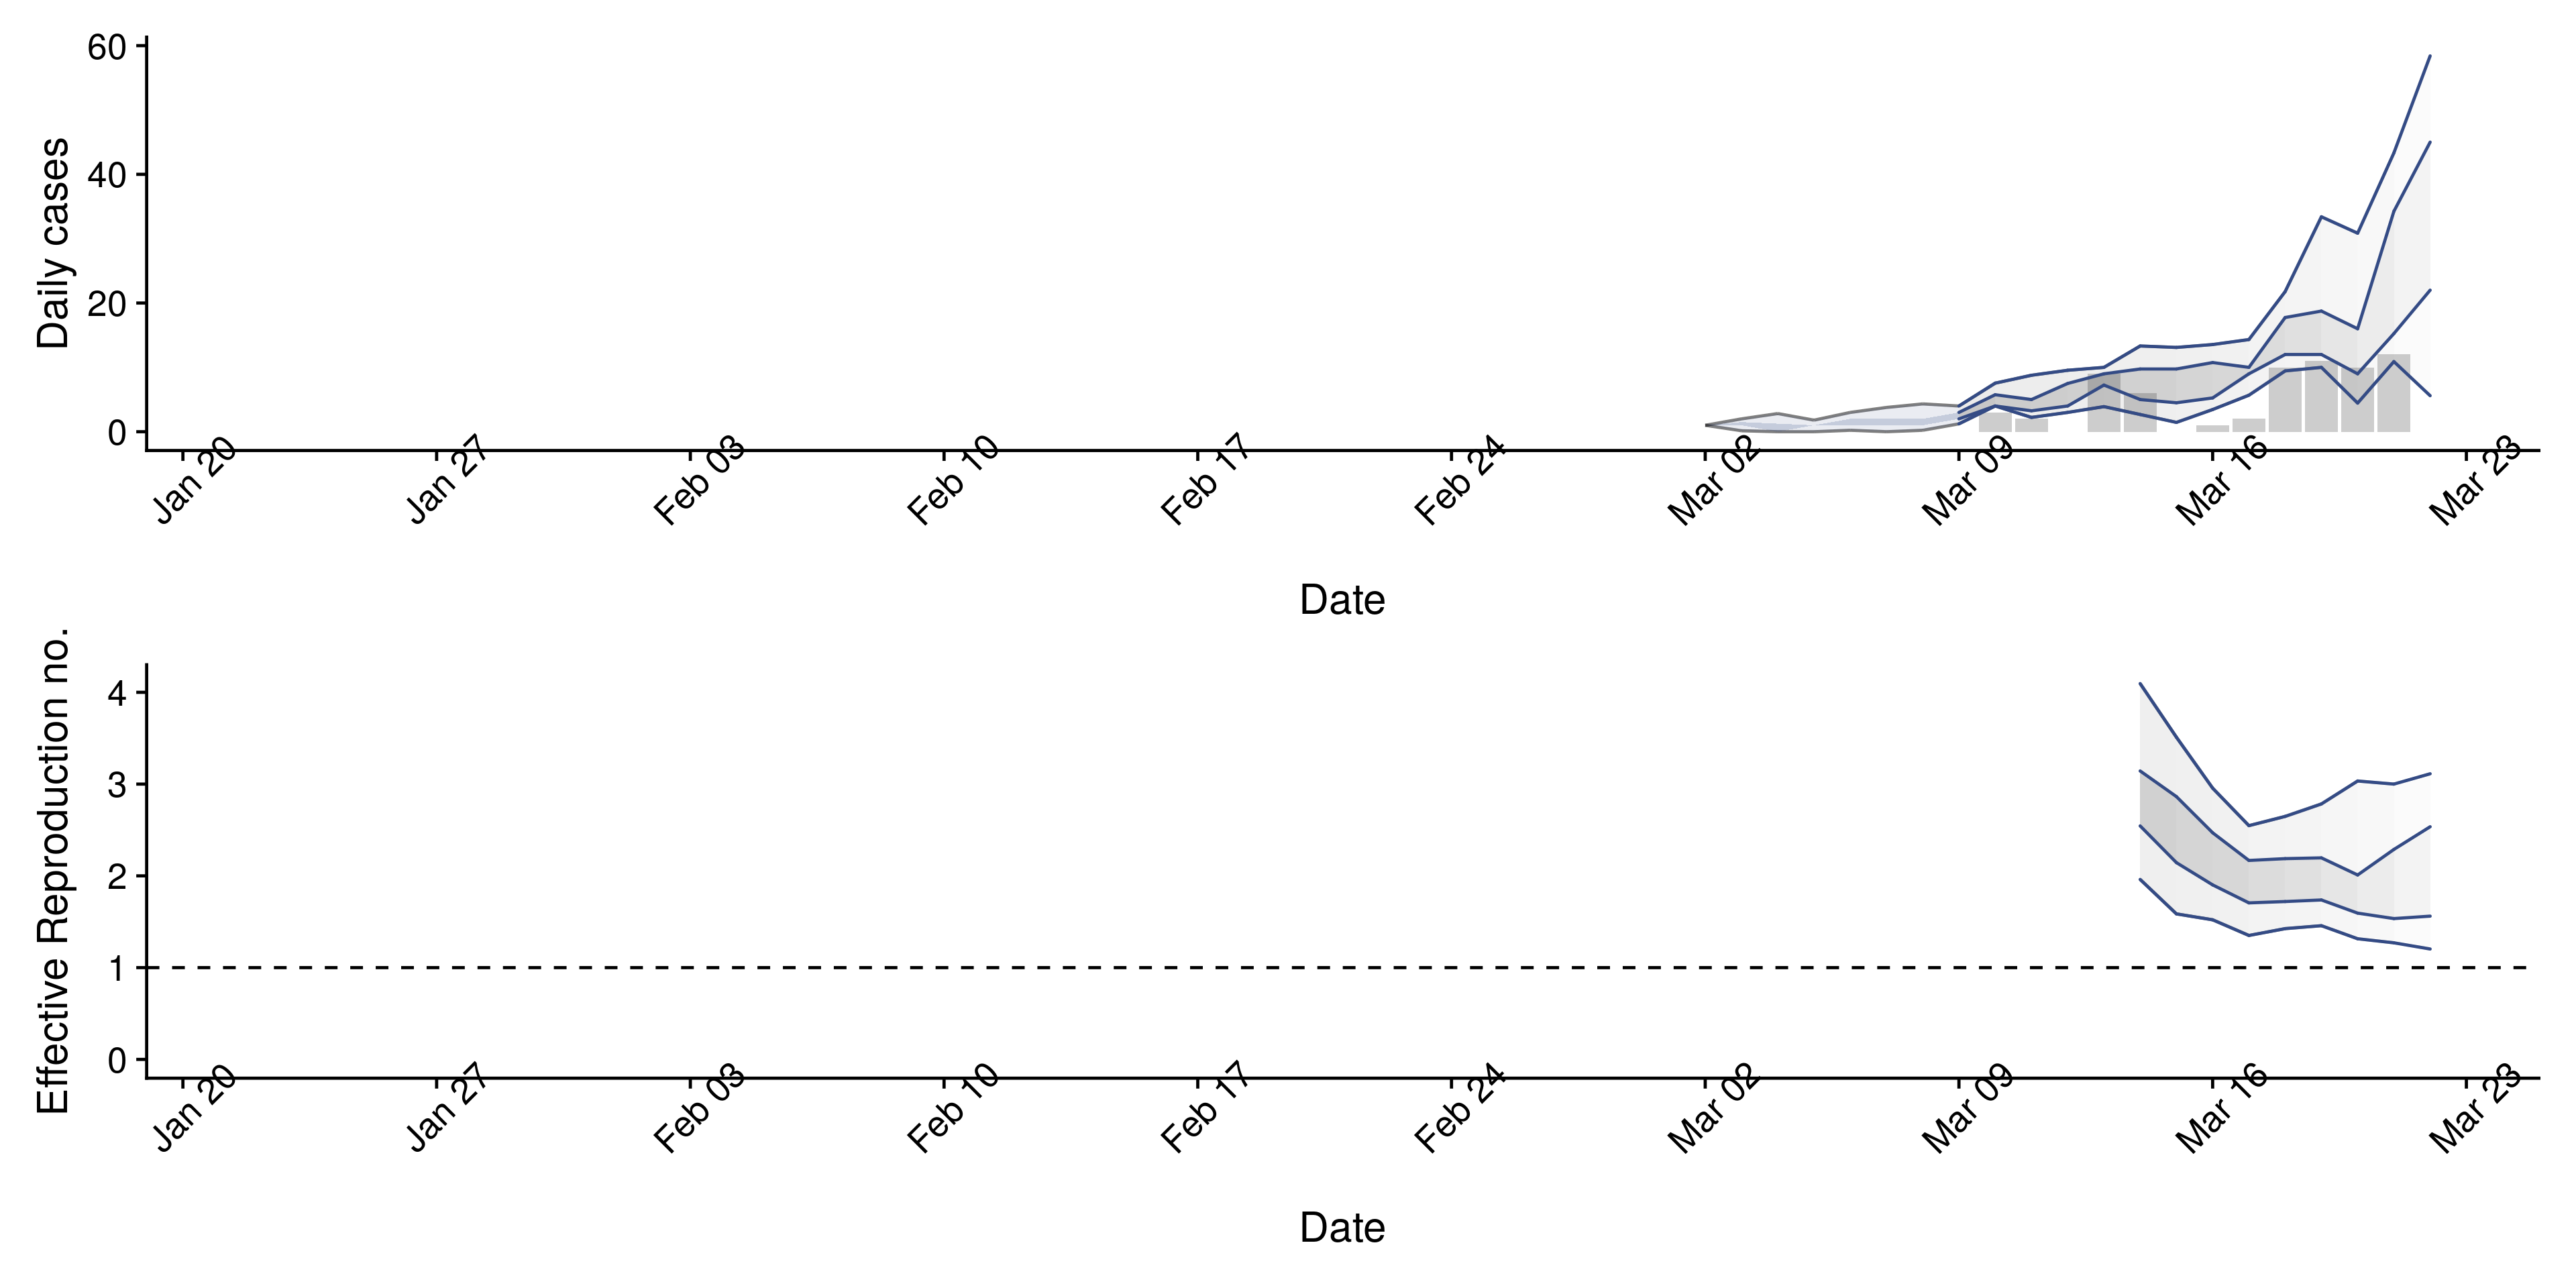 Daily cases
60
40
20
0
Jan 20
Jan 27
Feb 03
Feb 10
Feb 17
Feb 24
Mar 02
Mar 09
Mar 16
Mar 23
Date
Effective Reproduction no.
4
3
2
1
0
Jan 20
Jan 27
Feb 03
Feb 10
Feb 17
Feb 24
Mar 02
Mar 09
Mar 16
Mar 23
Date